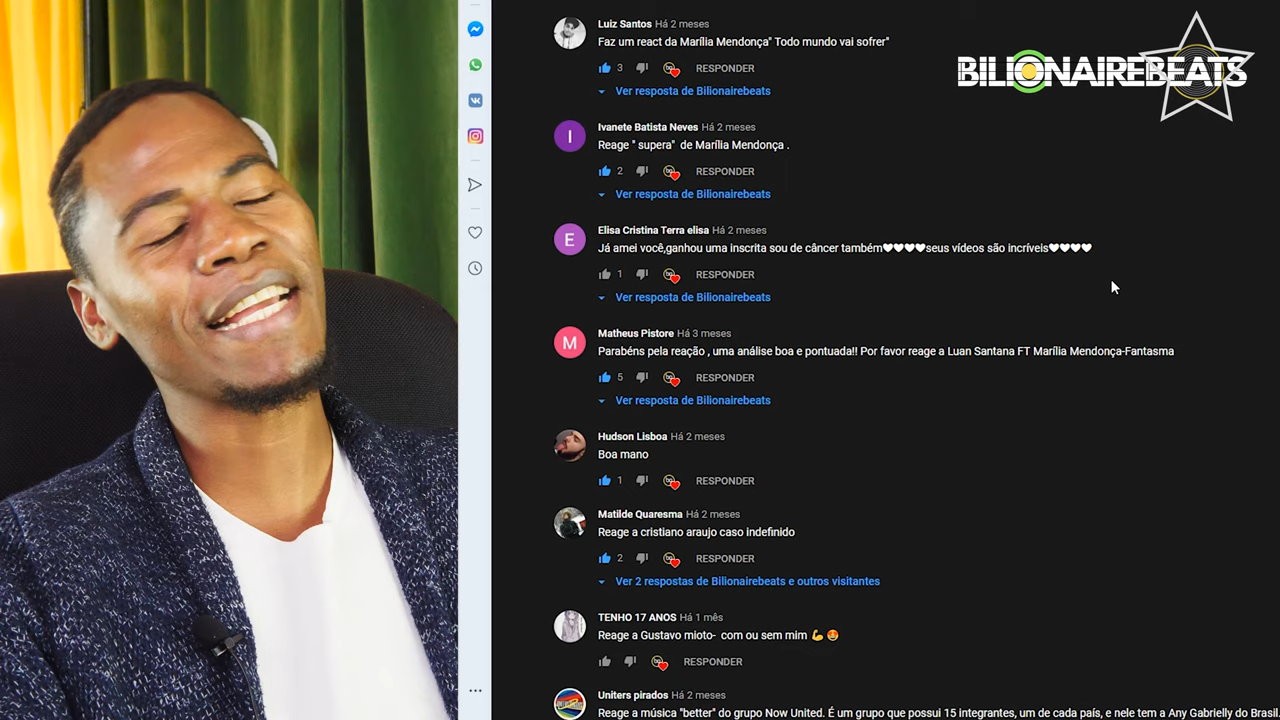 BILIONAIREBEATS
Luiz Santos Há 2 meses
Faz um react da Marília Mendonça" Todo mundo vai sofrer"
3 RESPONDER
Ver resposta de Bilionairebeats
I
Ivanete Batista Neves Há 2 meses
Reage " supera" de Marília Mendonça .
2 RESPONDER
Ver resposta de Bilionairebeats
E
Elisa Cristina Terra elisa Há 2 meses
Já amei você,ganhou uma inscrita sou de câncer também♥♥♥♥seus vídeos são incríveis♥♥♥♥
1 RESPONDER
Ver resposta de Bilionairebeats
M
Matheus Pistore Há 3 meses
Parabéns pela reação , uma análise boa e pontuada!! Por favor reage a Luan Santana FT Marília Mendonça-Fantasma
5 RESPONDER
Ver resposta de Bilionairebeats
Hudson Lisboa Há 2 meses
Boa mano
1 RESPONDER
Matilde Quaresma Há 2 meses
Reage a cristiano araujo caso indefinido
2 RESPONDER
Ver 2 respostas de Bilionairebeats e outros visitantes
TENHO 17 ANOS Há 1 mês
Reage a Gustavo mioto- com ou sem mim 💪😍
RESPONDER
Uniters pirados Há 2 meses
Reage a música "better" do grupo Now United. É um grupo que possui 15 integrantes, um de cada país, e nele tem a Any Gabrielly do Brasil